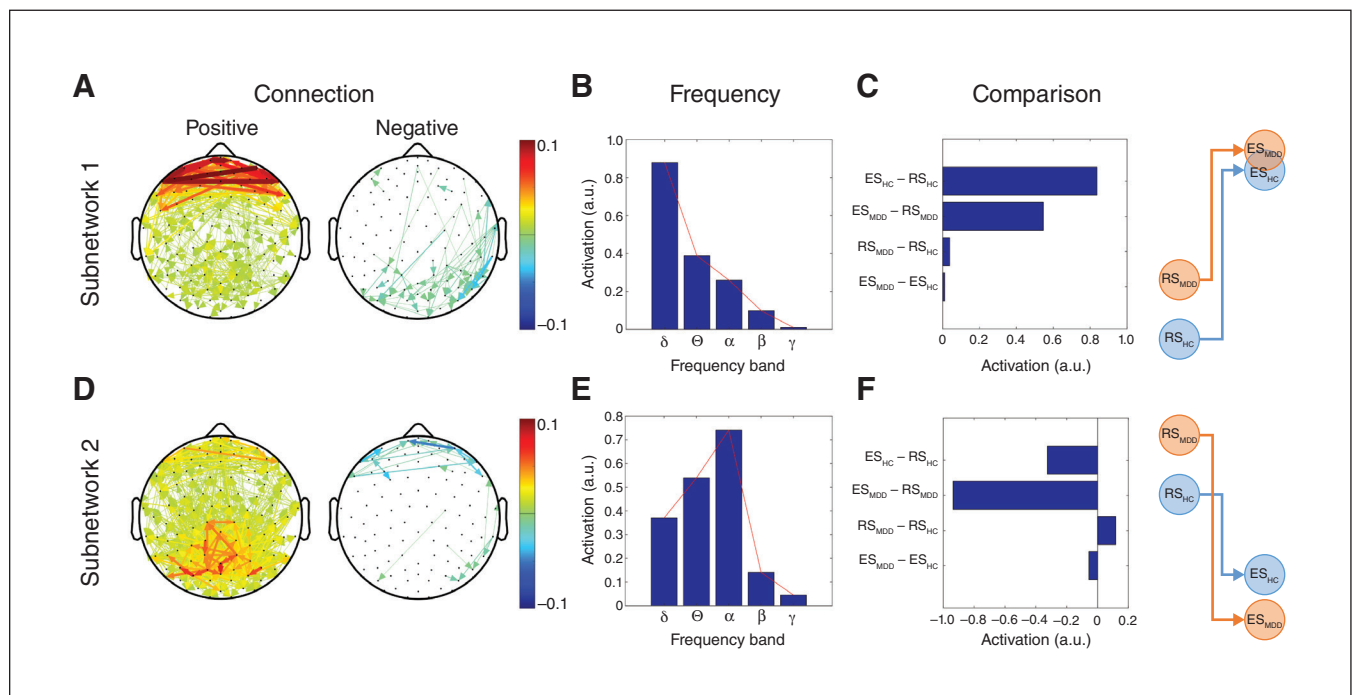 A
Connection
Positive
Negative
Subnetwork 1
0.1
–0.1
B
Frequency
Activation (a.u.)
1.0
0.8
0.6
0.4
0.2
0
δ Θ α β γ
Frequency band
C
Comparison
ES_HC – RS_HC
ES_MDD – RS_MDD
RS_MDD – RS_HC
ES_MDD – ES_HC
0 0.2 0.4 0.6 0.8 1.0
Activation (a.u.)
ES_MDD
ES_HC
RS_MDD
RS_HC
D
Subnetwork 2
0.1
–0.1
E
Activation (a.u.)
0.8
0.7
0.6
0.5
0.4
0.3
0.2
0.1
0
δ Θ α β γ
Frequency band
F
ES_HC – RS_HC
ES_MDD – RS_MDD
RS_MDD – RS_HC
ES_MDD – ES_HC
–1.0 –0.8 –0.6 –0.4 –0.2 0 0.2
Activation (a.u.)
RS_MDD
RS_HC
ES_HC
ES_MDD